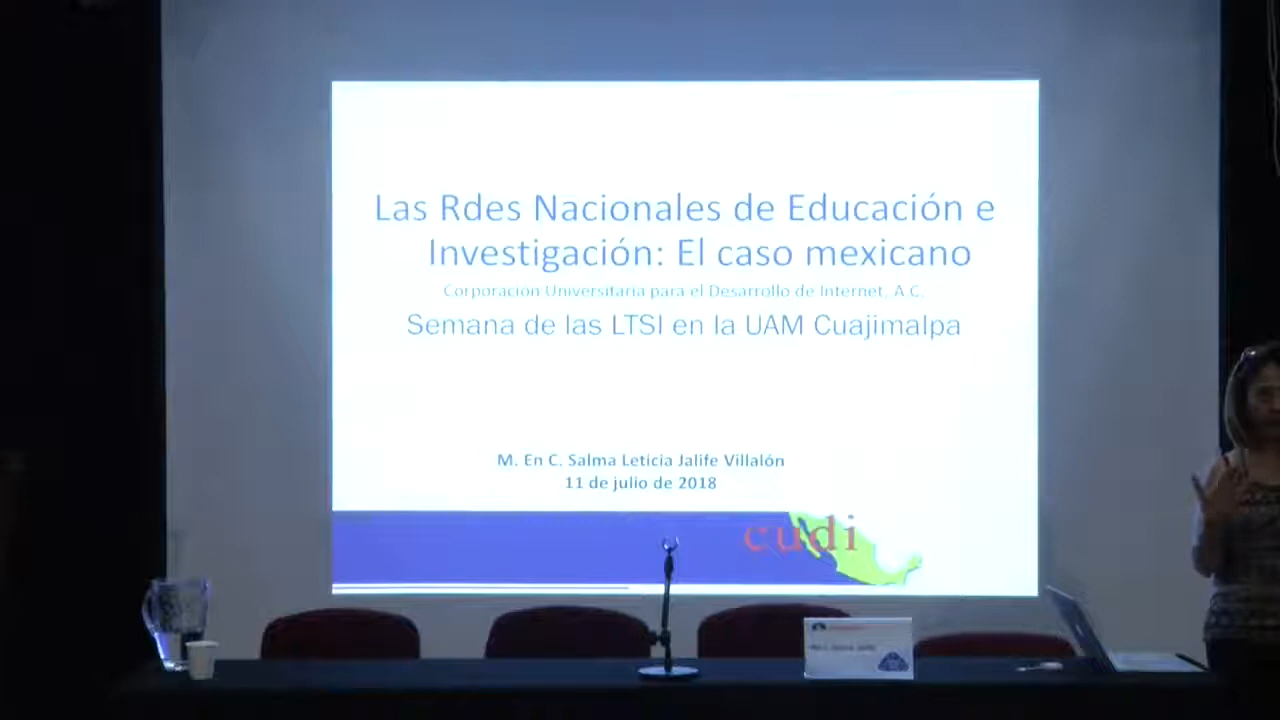 Las Rdes Nacionales de Educación e
Investigación: El caso mexicano
Corporación Universitaria para el Desarrollo de Internet, A.C.
Semana de las LTSI en la UAM Cuajimalpa
M. En C. Salma Leticia Jalife Villalón
11 de julio de 2018
cudi